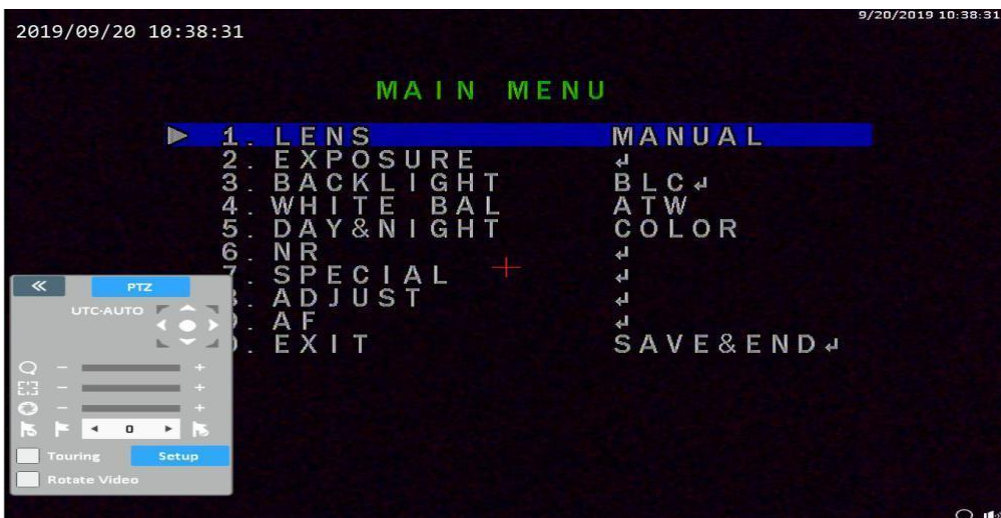 9/20/2019 10:38:31
2019/09/20 10:38:31
MAIN MENU
1. LENS MANUAL
2. EXPOSURE ↲
3. BACKLIGHT BLC↲
4. WHITE BAL ATW
5. DAY&NIGHT COLOR
6. NR ↲
7. SPECIAL ↲
. ADJUST ↲
. AF ↲
. EXIT SAVE&END↲
PTZ
UTC-AUTO
0
Touring Setup
Rotate Video